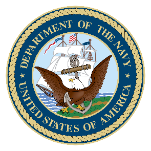 DEPARTMENT OF THE NAVY
UNITED STATES OF AMERICA